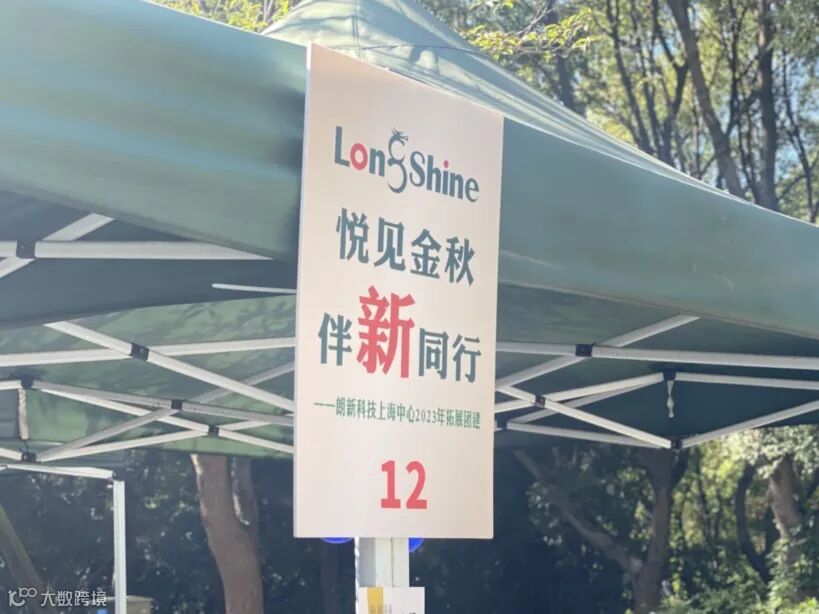 LongShine
悦见金秋
伴新同行
——朗新科技上海中心2023年拓展团建
12
大数跨境